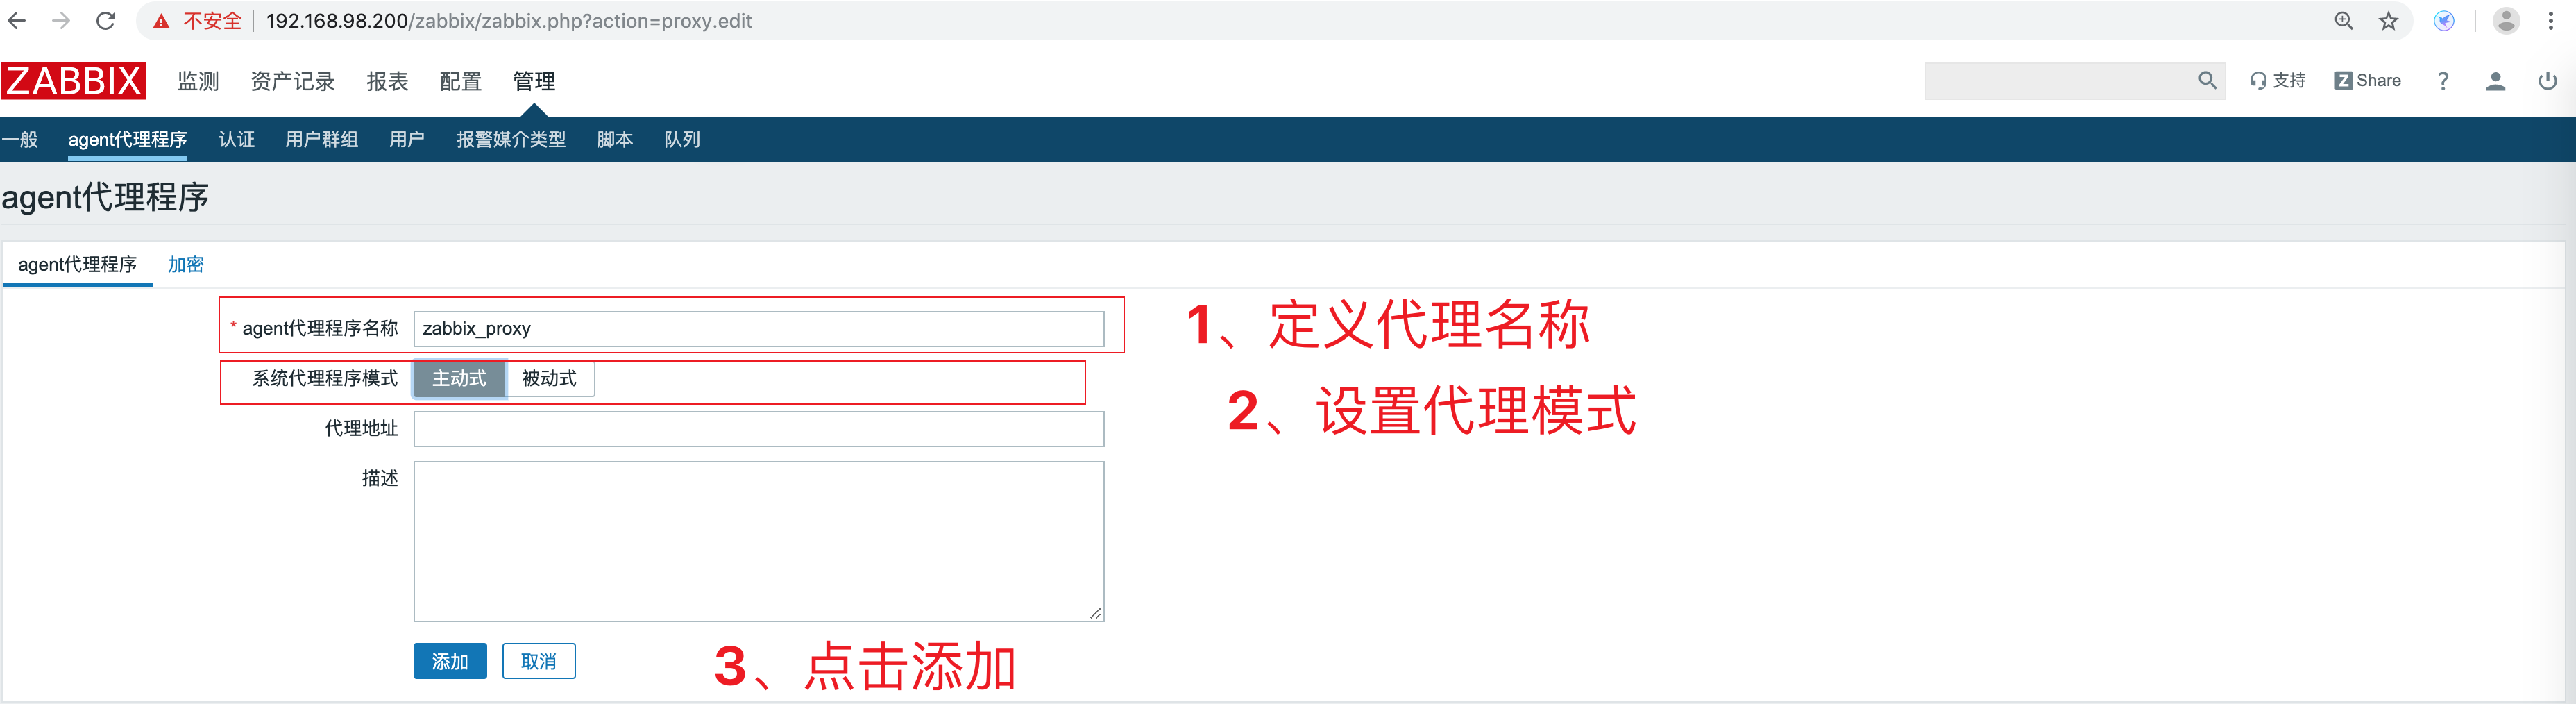 不安全 192.168.98.200/zabbix/zabbix.php?action=proxy.edit
ZABBIX 监测 资产记录 报表 配置 管理 支持 Z Share ?
一般 agent代理程序 认证 用户群组 用户 报警媒介类型 脚本 队列
agent代理程序
agent代理程序 加密
* agent代理程序名称 zabbix_proxy 1、定义代理名称
系统代理程序模式 主动式 被动式 2、设置代理模式
代理地址
描述
添加 取消 3、点击添加